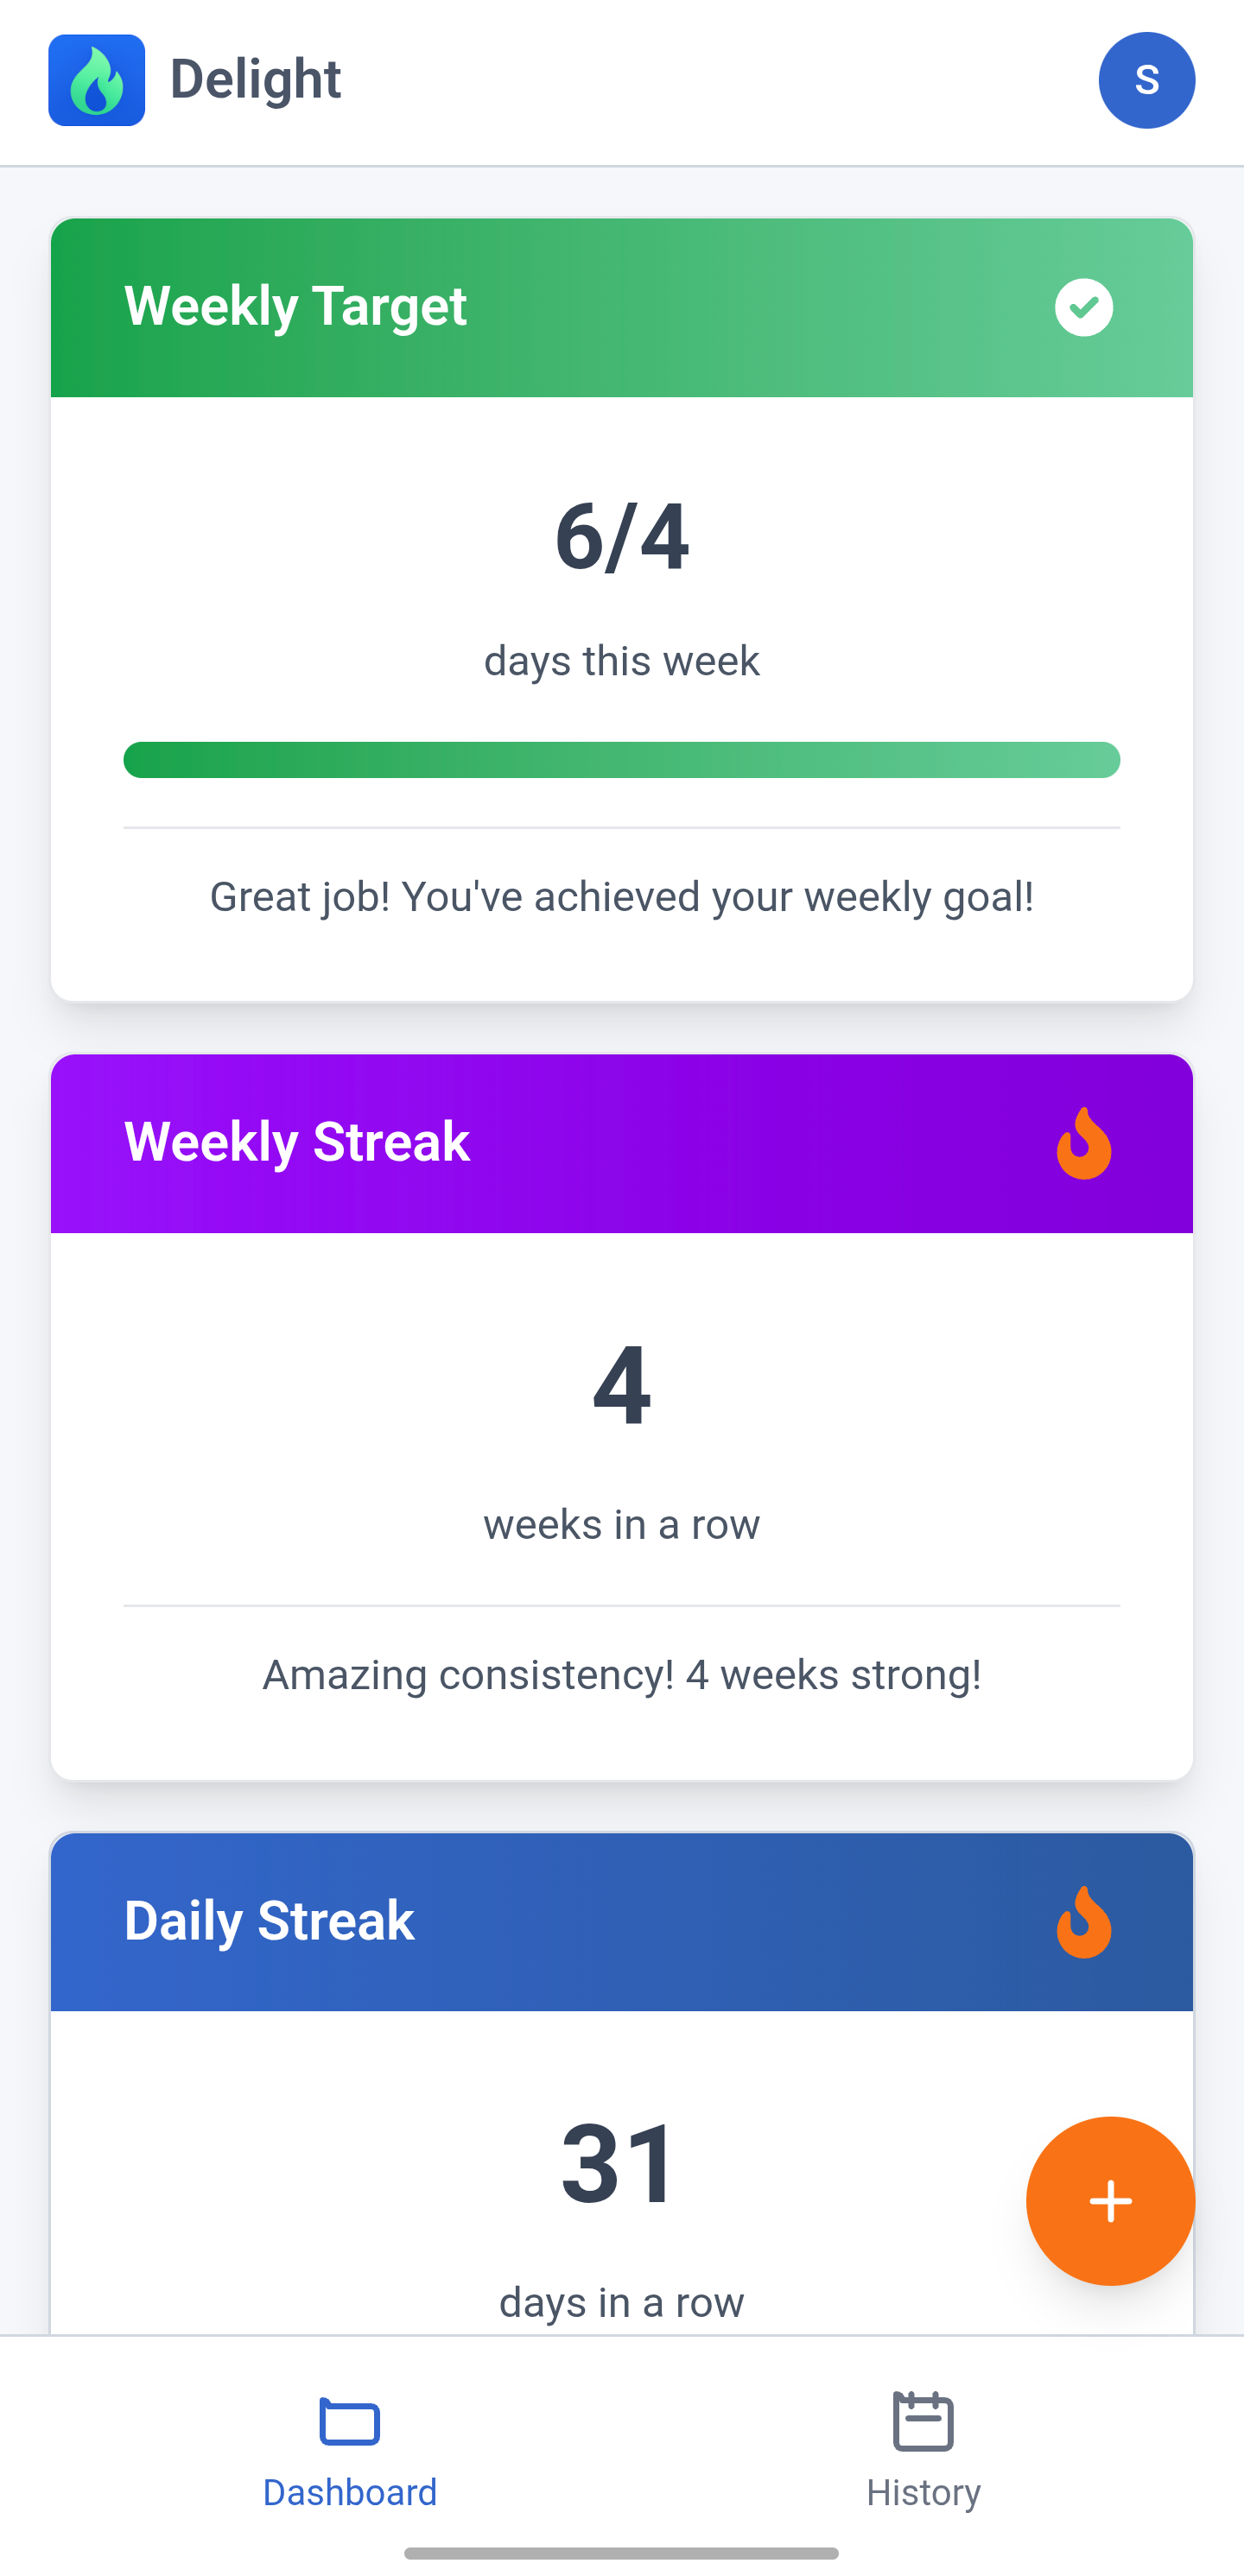 Delight
S
Weekly Target
6/4
days this week
Great job! You've achieved your weekly goal!
Weekly Streak
4
weeks in a row
Amazing consistency! 4 weeks strong!
Daily Streak
31
days in a row
Dashboard
History